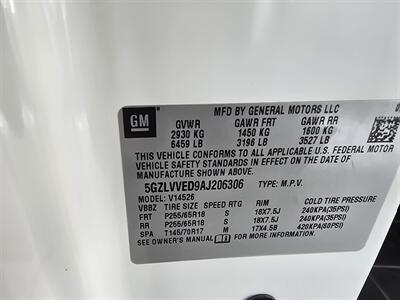 GM
MFD BY GENERAL MOTORS LLC
GVWR GAWR FRT GAWR RR
2930 KG 1450 KG 1600 KG
6459 LB 3196 LB 3527 LB
THIS VEHICLE CONFORMS TO ALL APPLICABLE U.S. FEDERAL MOTOR
VEHICLE SAFETY STANDARDS IN EFFECT ON THE DATE OF
MANUFACTURE SHOWN ABOVE.
5GZLVVED9AJ206306 TYPE: M.P.V.
MODEL: V14526
VBBZ TIRE SIZE SPEED RTG RIM COLD TIRE PRESSURE
FRT P255/65R18 S 18X7.5J 240KPA(35PSI)
RR P255/65R18 S 18X7.5J 240KPA(35PSI)
SPA T145/70R17 M 17X4.5B 420KPA(60PSI)
SEE OWNER'S MANUAL FOR MORE INFORMATION